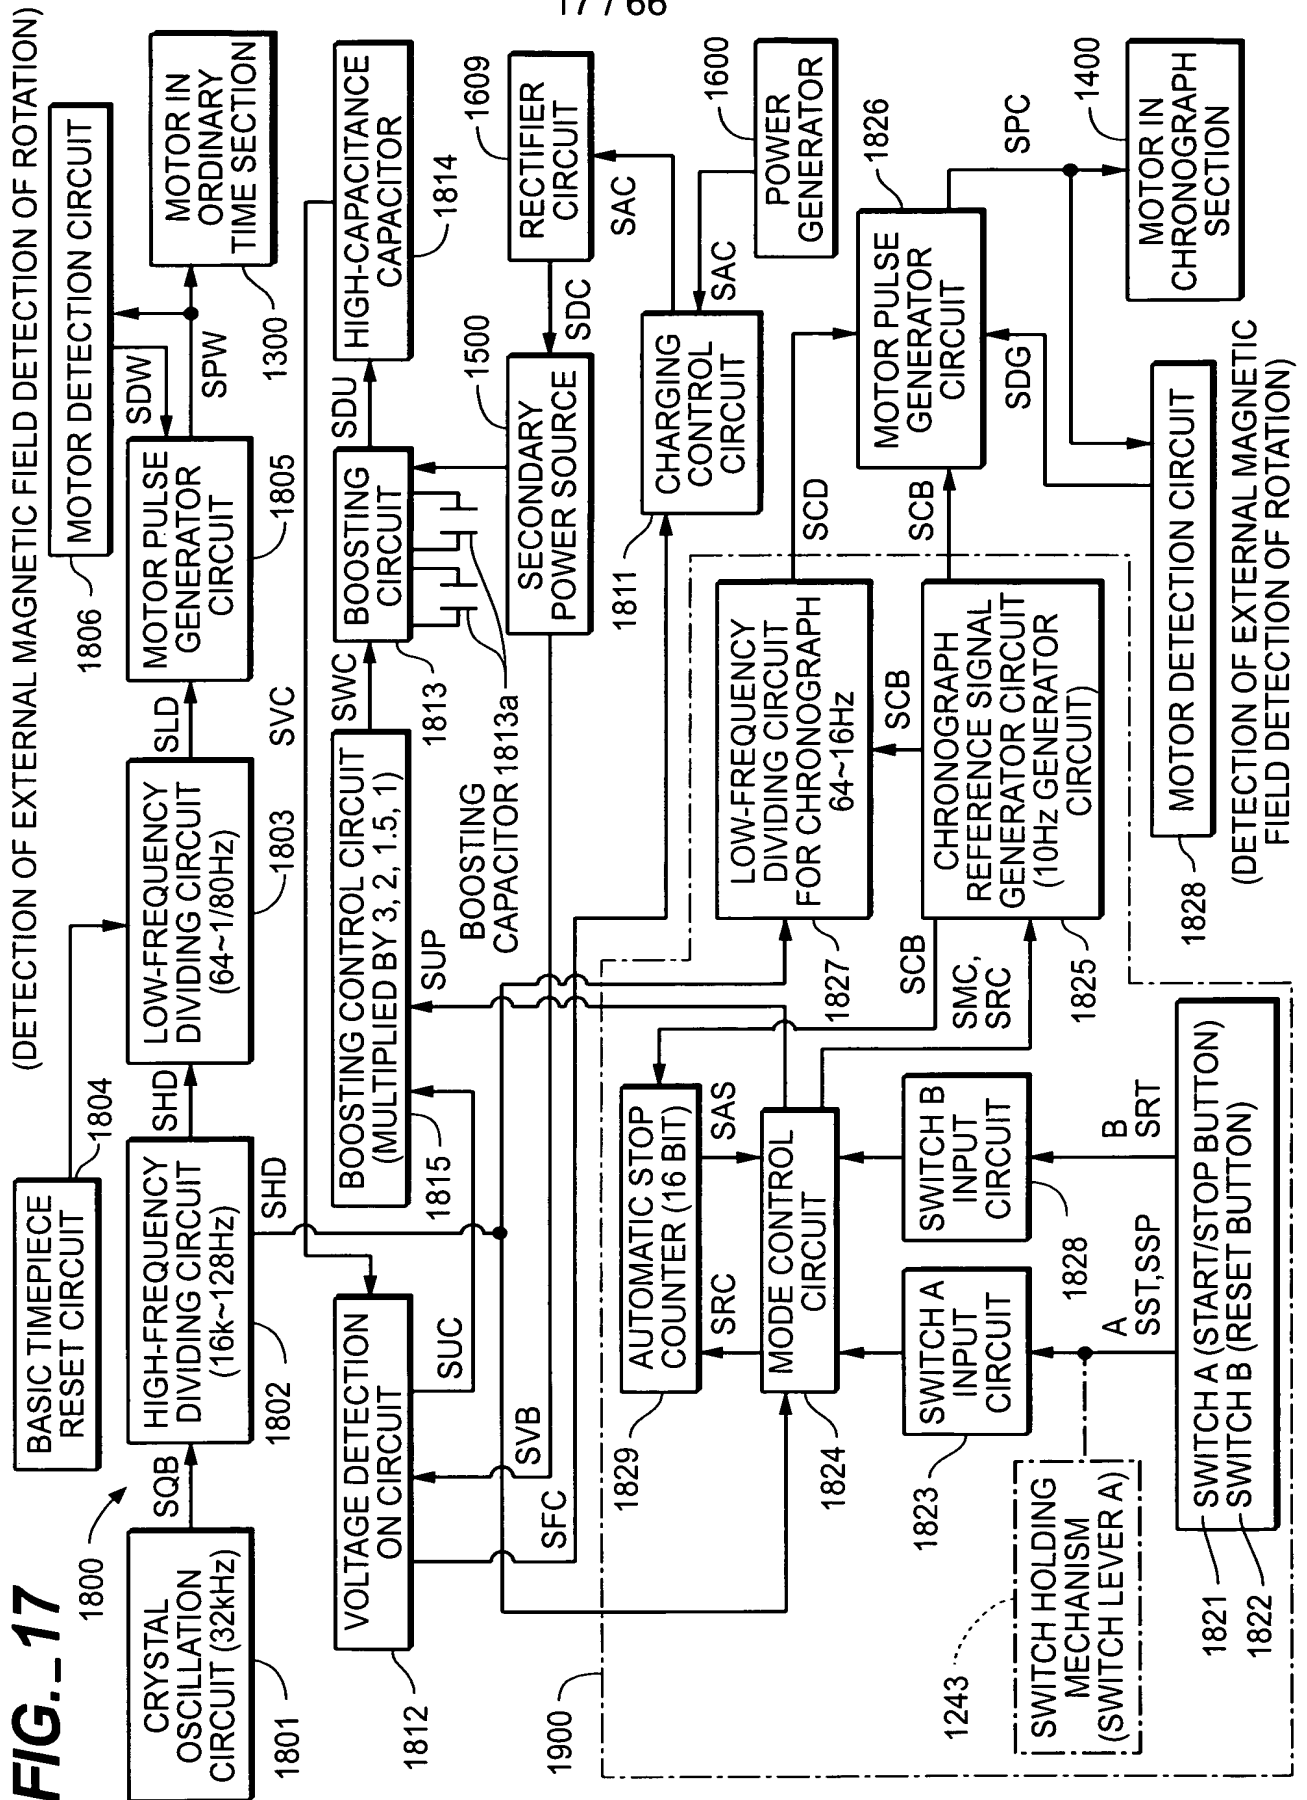 17 / 66
FIG._17
(DETECTION OF EXTERNAL MAGNETIC FIELD DETECTION OF ROTATION)
1800
CRYSTAL
OSCILLATION
CIRCUIT (32kHz)
1801
SQB
BASIC TIMEPIECE
RESET CIRCUIT
1804
HIGH-FREQUENCY
DIVIDING CIRCUIT
(16k~128Hz)
1802
SHD
SHD
LOW-FREQUENCY
DIVIDING CIRCUIT
(64~1/80Hz)
1803
SLD
MOTOR PULSE
GENERATOR
CIRCUIT
1805
SDW
SPW
MOTOR DETECTION CIRCUIT
1806
MOTOR IN
ORDINARY
TIME SECTION
1300
SVC
VOLTAGE DETECTION
ON CIRCUIT
1812
SUC
SVB
SFC
BOOSTING CONTROL CIRCUIT
(MULTIPLIED BY 3, 2, 1.5, 1)
1815
SUP
SWC
BOOSTING
CIRCUIT
1813
BOOSTING
CAPACITOR 1813a
SDU
HIGH-CAPACITANCE
CAPACITOR
1814
SECONDARY
POWER SOURCE
1500
SDC
RECTIFIER
CIRCUIT
1609
SAC
CHARGING
CONTROL
CIRCUIT
1811
SAC
POWER
GENERATOR
1600
1900
AUTOMATIC STOP
COUNTER (16 BIT)
1829
SRC
SAS
SCB
MODE CONTROL
CIRCUIT
1824
SMC,
SRC
SWITCH A
INPUT
CIRCUIT
1823
SWITCH B
INPUT
CIRCUIT
1828
A
SST,SSP
B
SRT
SWITCH HOLDING
MECHANISM
(SWITCH LEVER A)
1243
SWITCH A (START/STOP BUTTON)
SWITCH B (RESET BUTTON)
1821
1822
LOW-FREQUENCY
DIVIDING CIRCUIT
FOR CHRONOGRAPH
64~16Hz
1827
SCB
CHRONOGRAPH
REFERENCE SIGNAL
GENERATOR CIRCUIT
(10Hz GENERATOR
CIRCUIT)
1825
SCD
SCB
MOTOR PULSE
GENERATOR
CIRCUIT
1826
SDG
SPC
MOTOR IN
CHRONOGRAPH
SECTION
1400
MOTOR DETECTION CIRCUIT
1828
(DETECTION OF EXTERNAL MAGNETIC
FIELD DETECTION OF ROTATION)